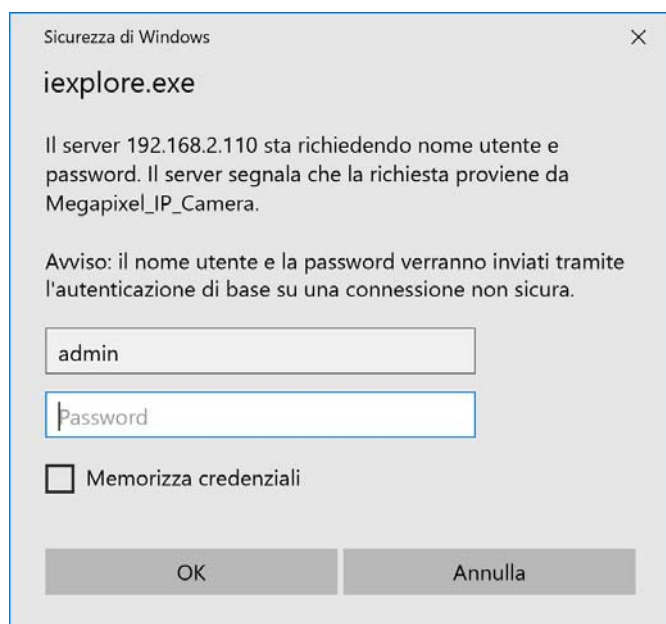 Sicurezza di Windows
iexplore.exe
Il server 192.168.2.110 sta richiedendo nome utente e
password. Il server segnala che la richiesta proviene da
Megapixel_IP_Camera.
Avviso: il nome utente e la password verranno inviati tramite
l'autenticazione di base su una connessione non sicura.
admin
Password
Memorizza credenziali
OK Annulla